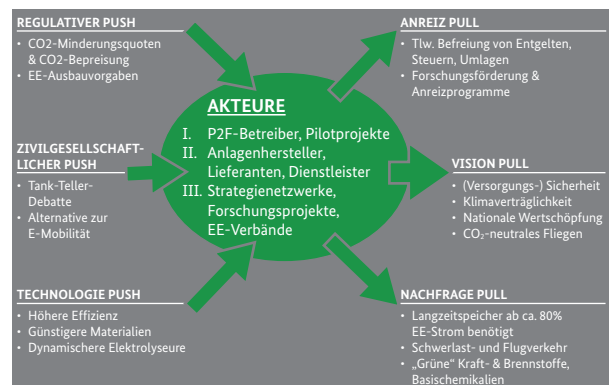 REGULATIVER PUSH
• CO2-Minderungsquoten
& CO2-Bepreisung
• EE-Ausbauvorgaben
ZIVILGESELLSCHAFT-
LICHER PUSH
• Tank-Teller-
Debatte
• Alternative zur
E-Mobilität
TECHNOLOGIE PUSH
• Höhere Effizienz
• Günstigere Materialien
• Dynamischere Elektrolyseure
AKTEURE
I. P2F-Betreiber, Pilotprojekte
II. Anlagenhersteller,
Lieferanten, Dienstleister
III. Strategienetzwerke,
Forschungsprojekte,
EE-Verbände
ANREIZ PULL
• Tlw. Befreiung von Entgelten,
Steuern, Umlagen
• Forschungsförderung &
Anreizprogramme
VISION PULL
• (Versorgungs-) Sicherheit
• Klimaverträglichkeit
• Nationale Wertschöpfung
• CO₂-neutrales Fliegen
NACHFRAGE PULL
• Langzeitspeicher ab ca. 80%
EE-Strom benötigt
• Schwerlast- und Flugverkehr
• „Grüne“ Kraft- & Brennstoffe,
Basischemikalien